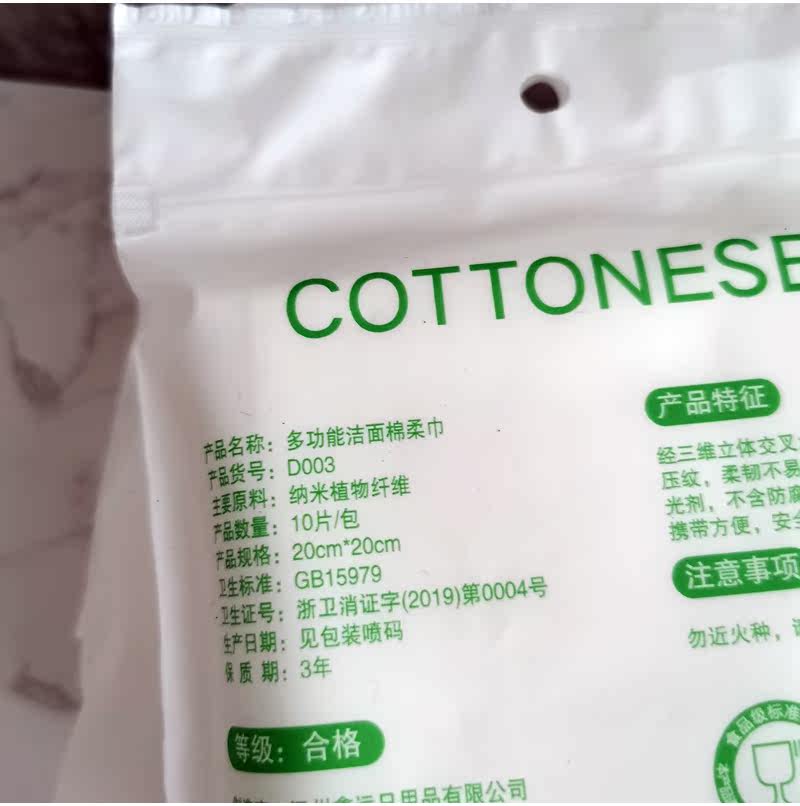 COTTONESE
产品名称：多功能洁面棉柔巾
产品货号：D003
主要原料：纳米植物纤维
产品数量：10片/包
产品规格：20cm*20cm
卫生标准：GB15979
卫生证号：浙卫消证字(2019)第0004号
生产日期：见包装喷码
保 质 期：3年
等级：合格
日用品有限公司
产品特征
经三维立体交叉
压纹，柔韧不易
光剂，不含防腐
携带方便，安全
注意事项
勿近火种，
食品级标准